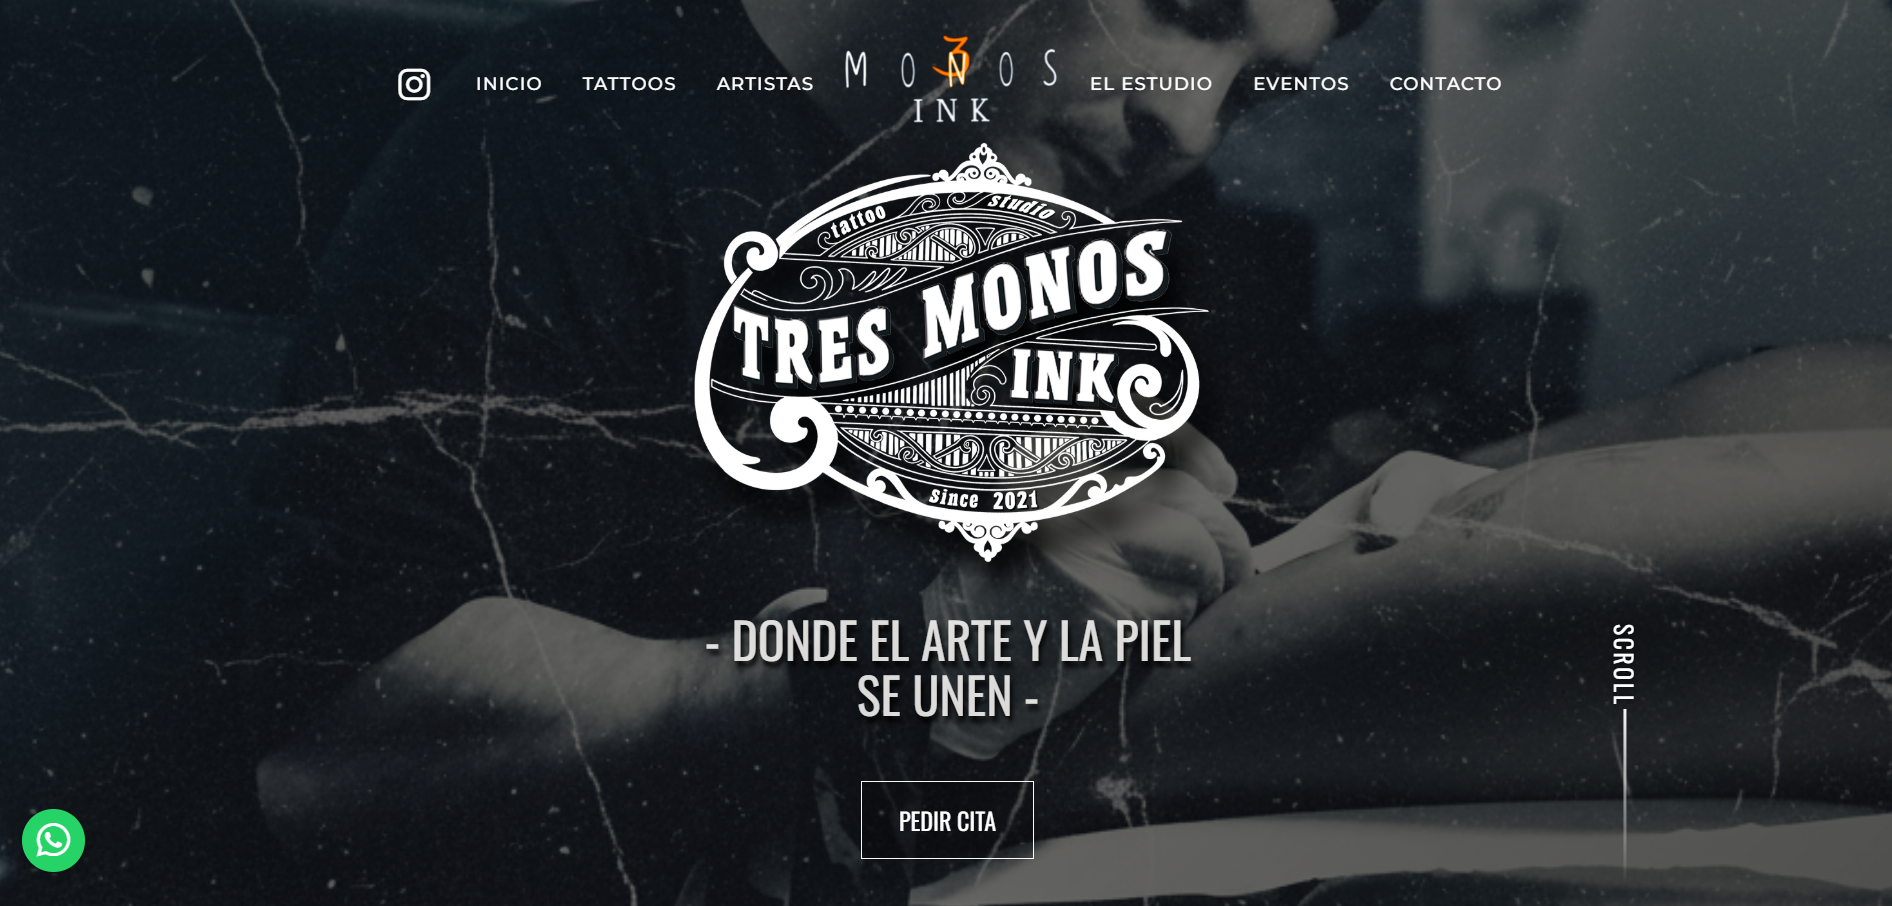 INICIO TATTOOS ARTISTAS
M O 3 N O S
INK
EL ESTUDIO EVENTOS CONTACTO
tattoo studio
TRES MONOS
INK
since 2021
- DONDE EL ARTE Y LA PIEL
SE UNEN -
PEDIR CITA
SCROLL